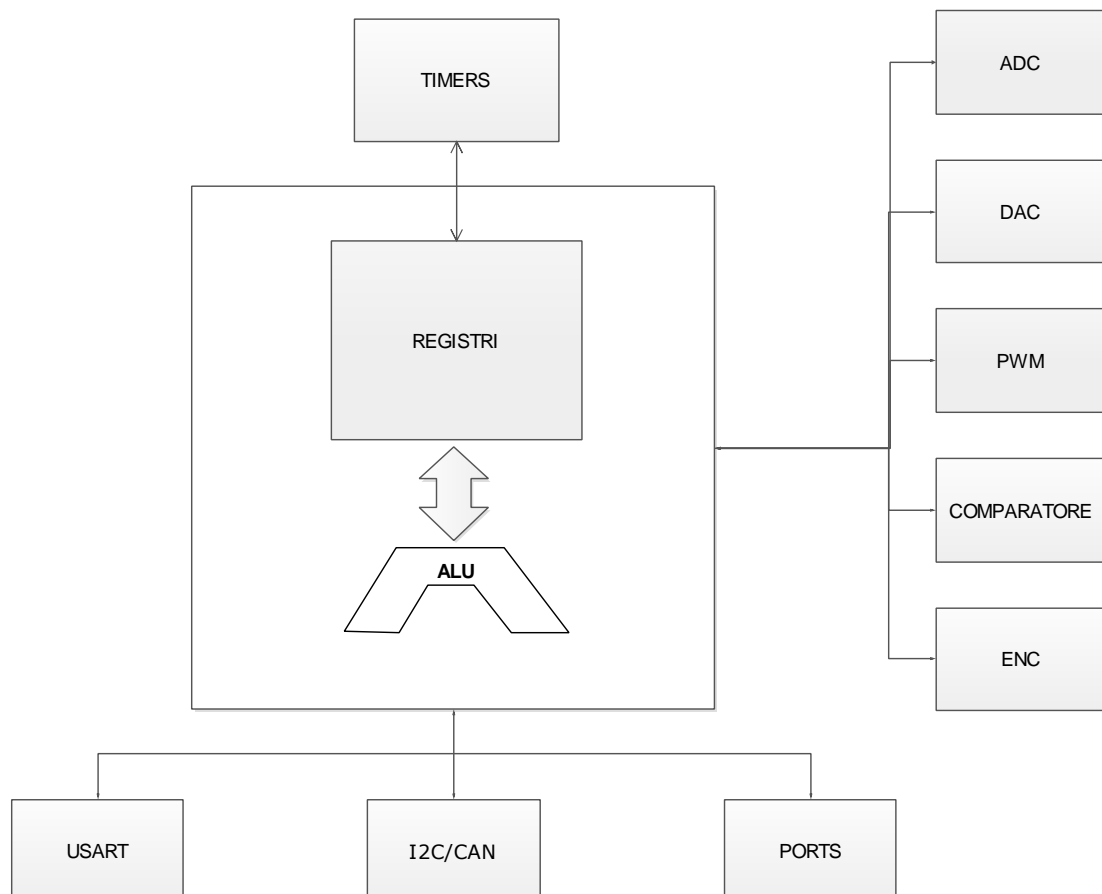 TIMERS
ADC
DAC
REGISTRI
PWM
COMPARATORE
ALU
ENC
USART
I2C/CAN
PORTS